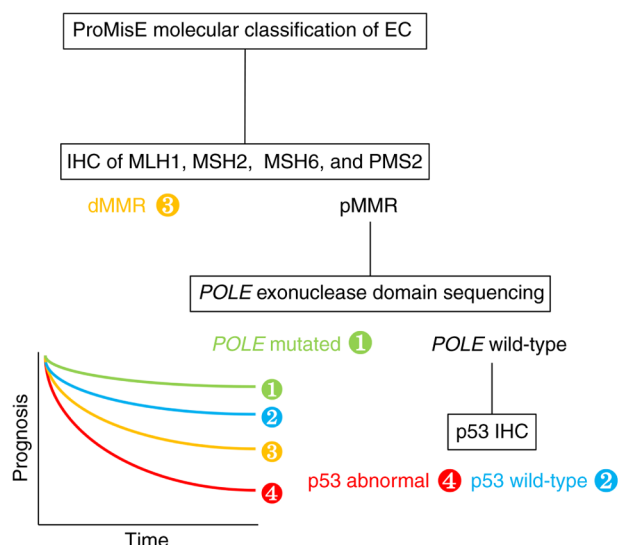 ProMisE molecular classification of EC
IHC of MLH1, MSH2, MSH6, and PMS2
dMMR 3
pMMR
POLE exonuclease domain sequencing
POLE mutated 1
POLE wild-type
p53 IHC
p53 abnormal 4
p53 wild-type 2
Prognosis
1
2
3
4
Time